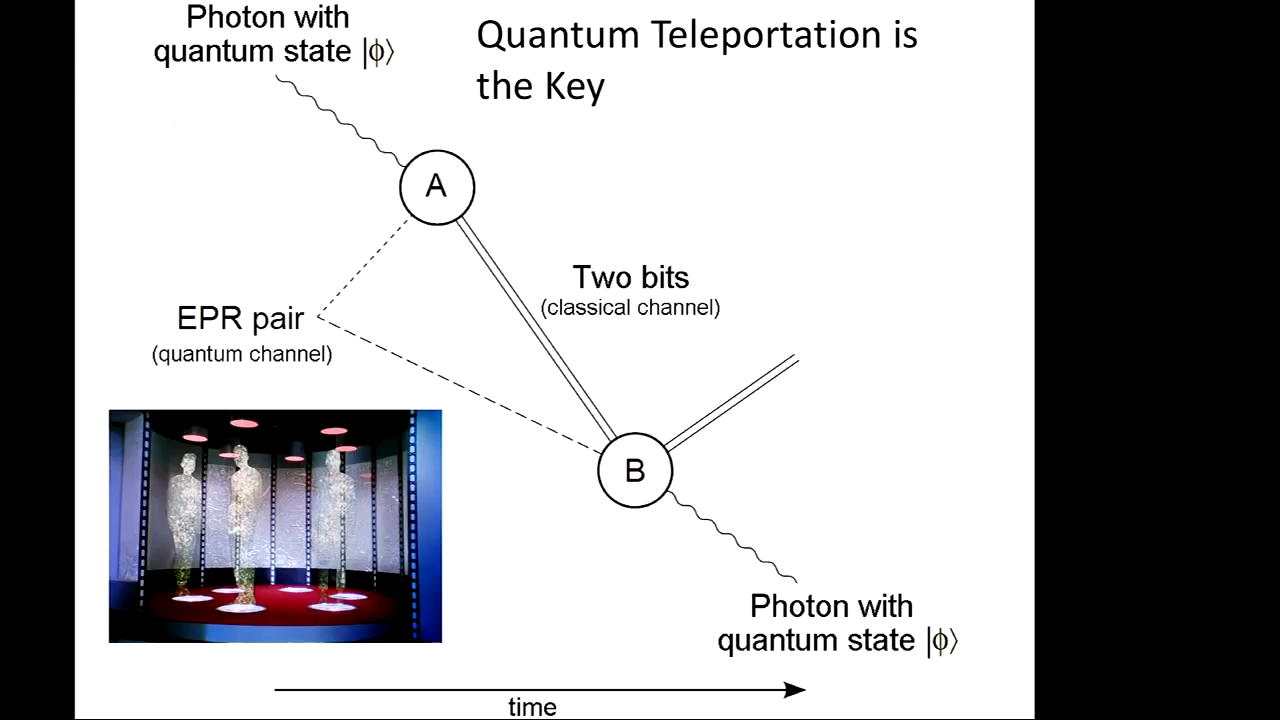 Photon with
quantum state |ϕ⟩
Quantum Teleportation is
the Key
A
Two bits
(classical channel)
EPR pair
(quantum channel)
B
Photon with
quantum state |ϕ⟩
time